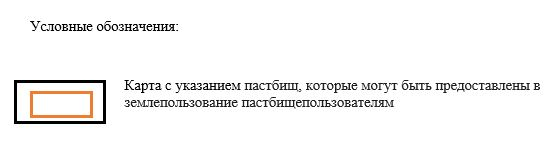 Условные обозначения:
Карта с указанием пастбищ, которые могут быть предоставлены в
землепользование пастбищепользователям